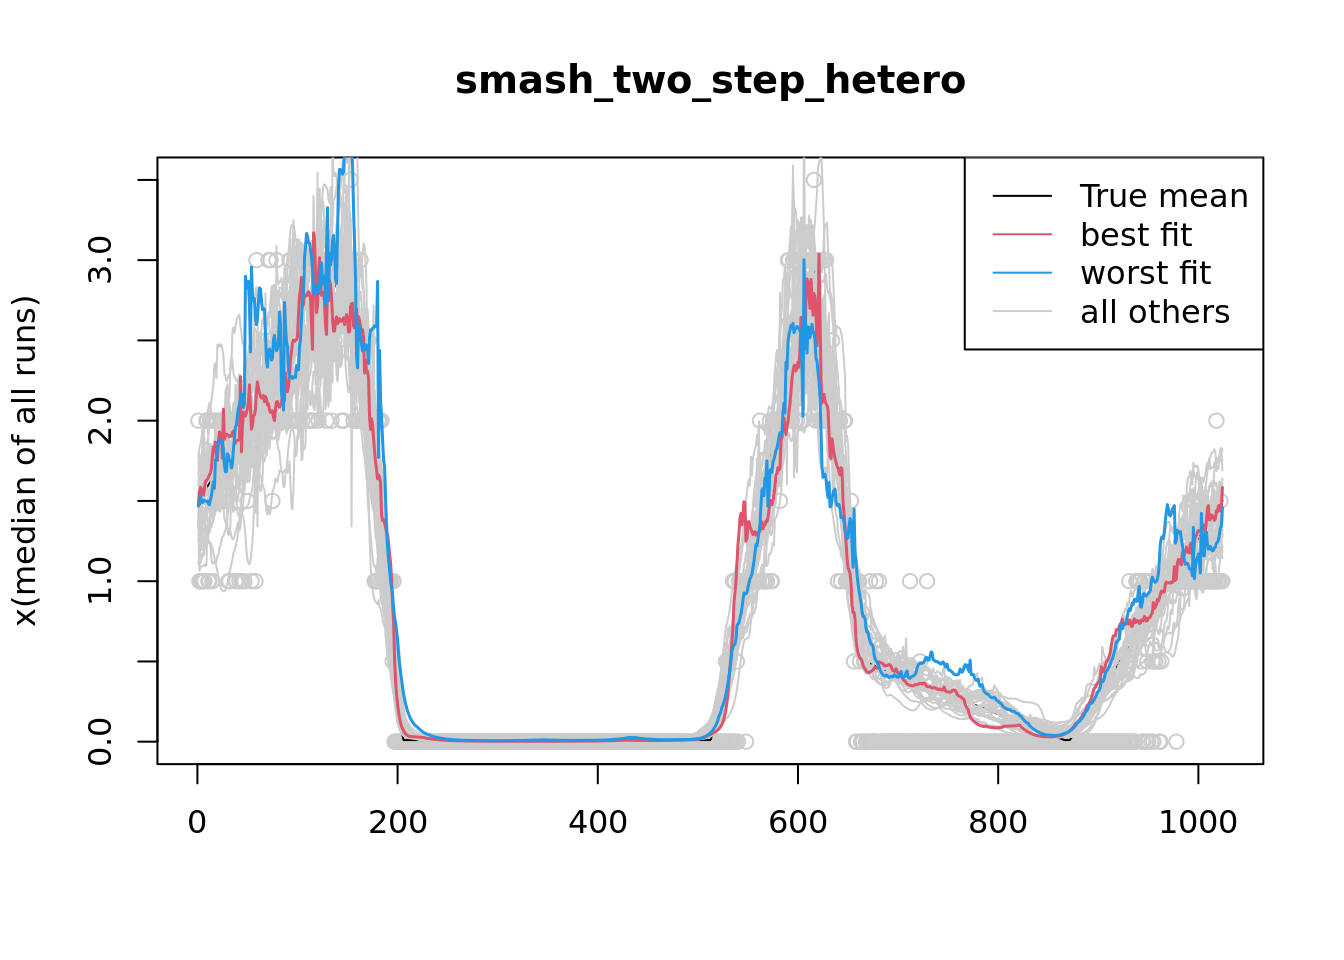 smash_two_step_hetero
x(median of all runs)
3.0
2.0
1.0
0.0
True mean
best fit
worst fit
all others
0 200 400 600 800 1000